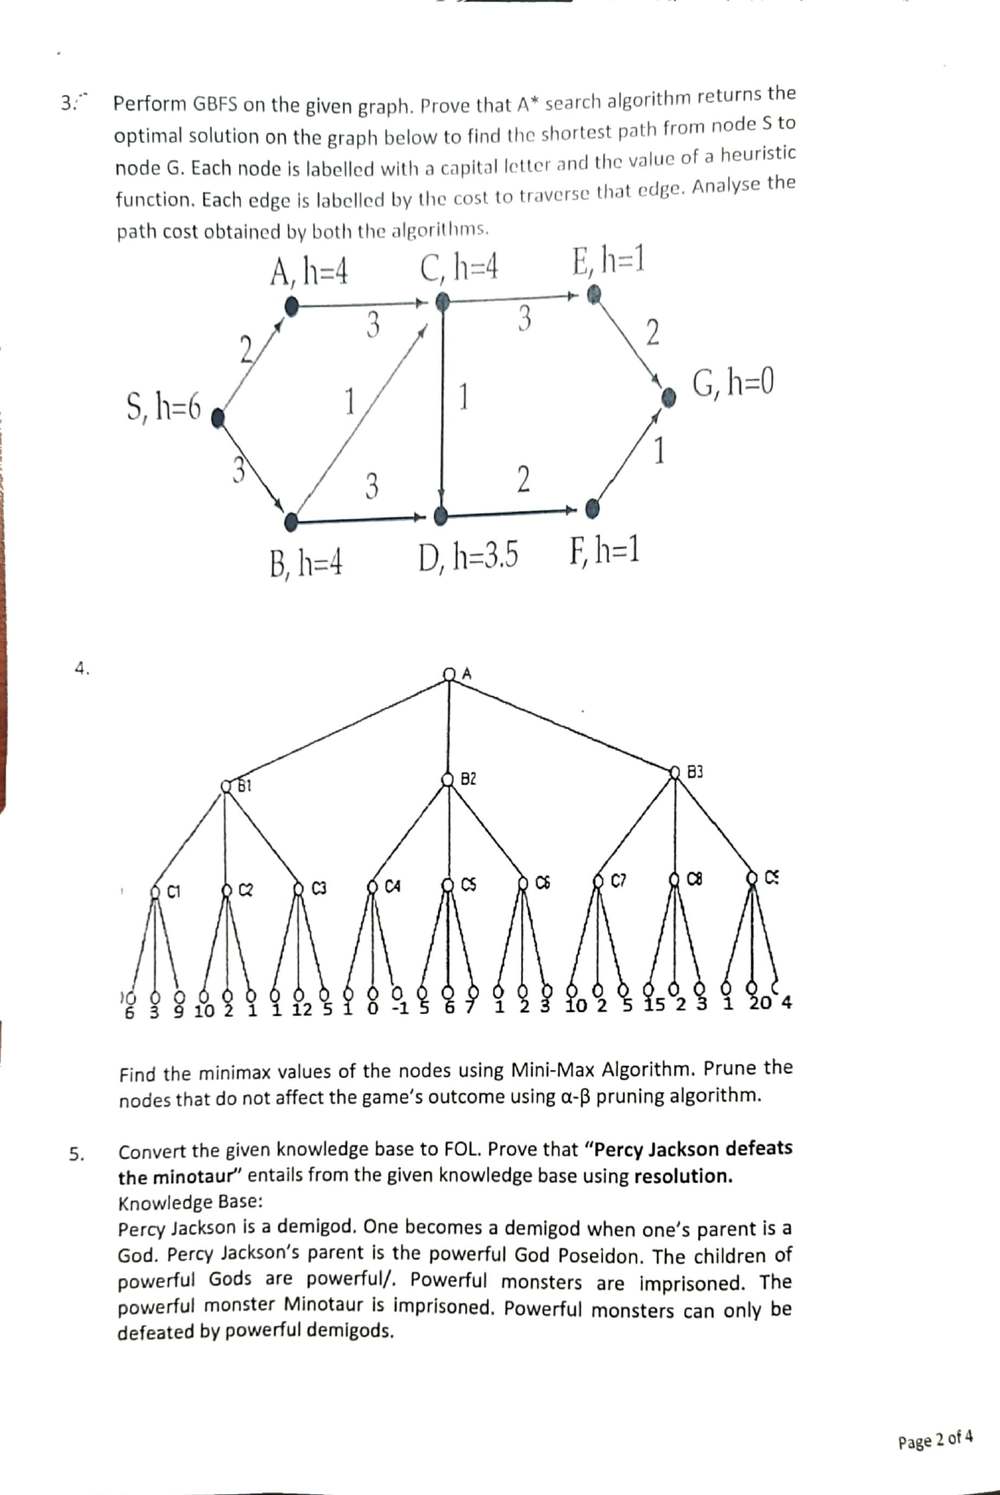 3. Perform GBFS on the given graph. Prove that A* search algorithm returns the
optimal solution on the graph below to find the shortest path from node S to
node G. Each node is labelled with a capital letter and the value of a heuristic
function. Each edge is labelled by the cost to traverse that edge. Analyse the
path cost obtained by both the algorithms.
A, h=4 C, h=4 E, h=1
3 3
2 2
S, h=6 1 1 G, h=0
3 3 2 1
B, h=4 D, h=3.5 F, h=1
4.
A
B1 B2 B3
C1 C2 C3 C4 C5 C6 C7 C8
6 3 9 10 2 1 1 12 5 1 0 -1 5 6 7 1 2 3 10 2 5 15 2 3 1 20 4
Find the minimax values of the nodes using Mini-Max Algorithm. Prune the
nodes that do not affect the game's outcome using α-β pruning algorithm.
5. Convert the given knowledge base to FOL. Prove that "Percy Jackson defeats
the minotaur" entails from the given knowledge base using resolution.
Knowledge Base:
Percy Jackson is a demigod. One becomes a demigod when one's parent is a
God. Percy Jackson's parent is the powerful God Poseidon. The children of
powerful Gods are powerful/. Powerful monsters are imprisoned. The
powerful monster Minotaur is imprisoned. Powerful monsters can only be
defeated by powerful demigods.
Page 2 of 4